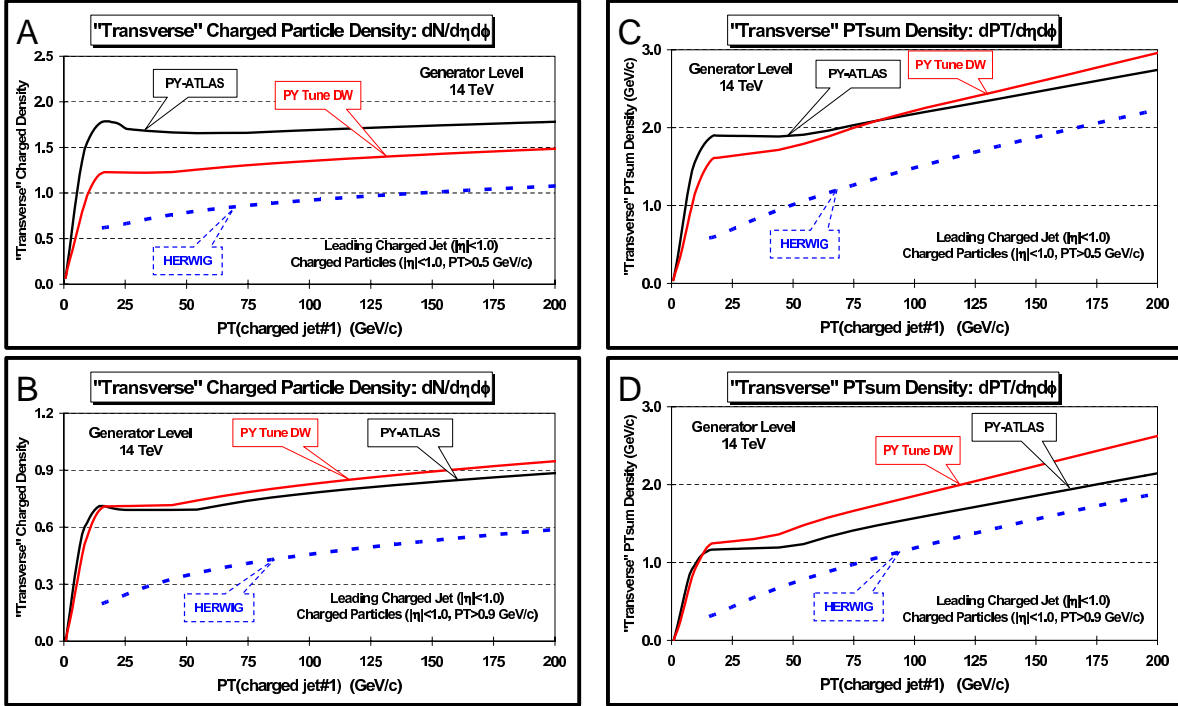 A
"Transverse" Charged Particle Density: dN/dηdϕ
"Transverse" Charged Density
2.5
2.0
1.5
1.0
0.5
0.0
PY-ATLAS
Generator Level
14 TeV
PY Tune DW
HERWIG
Leading Charged Jet (|η|<1.0)
Charged Particles (|η|<1.0, PT>0.5 GeV/c)
0 25 50 75 100 125 150 175 200
PT(charged jet#1) (GeV/c)
C
"Transverse" PTsum Density: dPT/dηdϕ
"Transverse" PTsum Density (GeV/c)
3.0
2.0
1.0
0.0
Generator Level
14 TeV
PY-ATLAS
PY Tune DW
HERWIG
Leading Charged Jet (|η|<1.0)
Charged Particles (|η|<1.0, PT>0.5 GeV/c)
0 25 50 75 100 125 150 175 200
PT(charged jet#1) (GeV/c)
B
"Transverse" Charged Particle Density: dN/dηdϕ
"Transverse" Charged Density
1.2
0.9
0.6
0.3
0.0
Generator Level
14 TeV
PY Tune DW
PY-ATLAS
HERWIG
Leading Charged Jet (|η|<1.0)
Charged Particles (|η|<1.0, PT>0.9 GeV/c)
0 25 50 75 100 125 150 175 200
PT(charged jet#1) (GeV/c)
D
"Transverse" PTsum Density: dPT/dηdϕ
"Transverse" PTsum Density (GeV/c)
3.0
2.0
1.0
0.0
Generator Level
14 TeV
PY Tune DW
PY-ATLAS
HERWIG
Leading Charged Jet (|η|<1.0)
Charged Particles (|η|<1.0, PT>0.9 GeV/c)
0 25 50 75 100 125 150 175 200
PT(charged jet#1) (GeV/c)